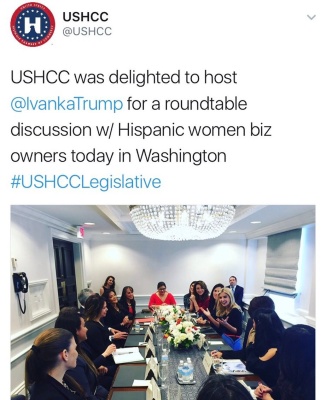 USHCC
@USHCC
USHCC was delighted to host
@IvankaTrump for a roundtable
discussion w/ Hispanic women biz
owners today in Washington
#USHCCLegislative